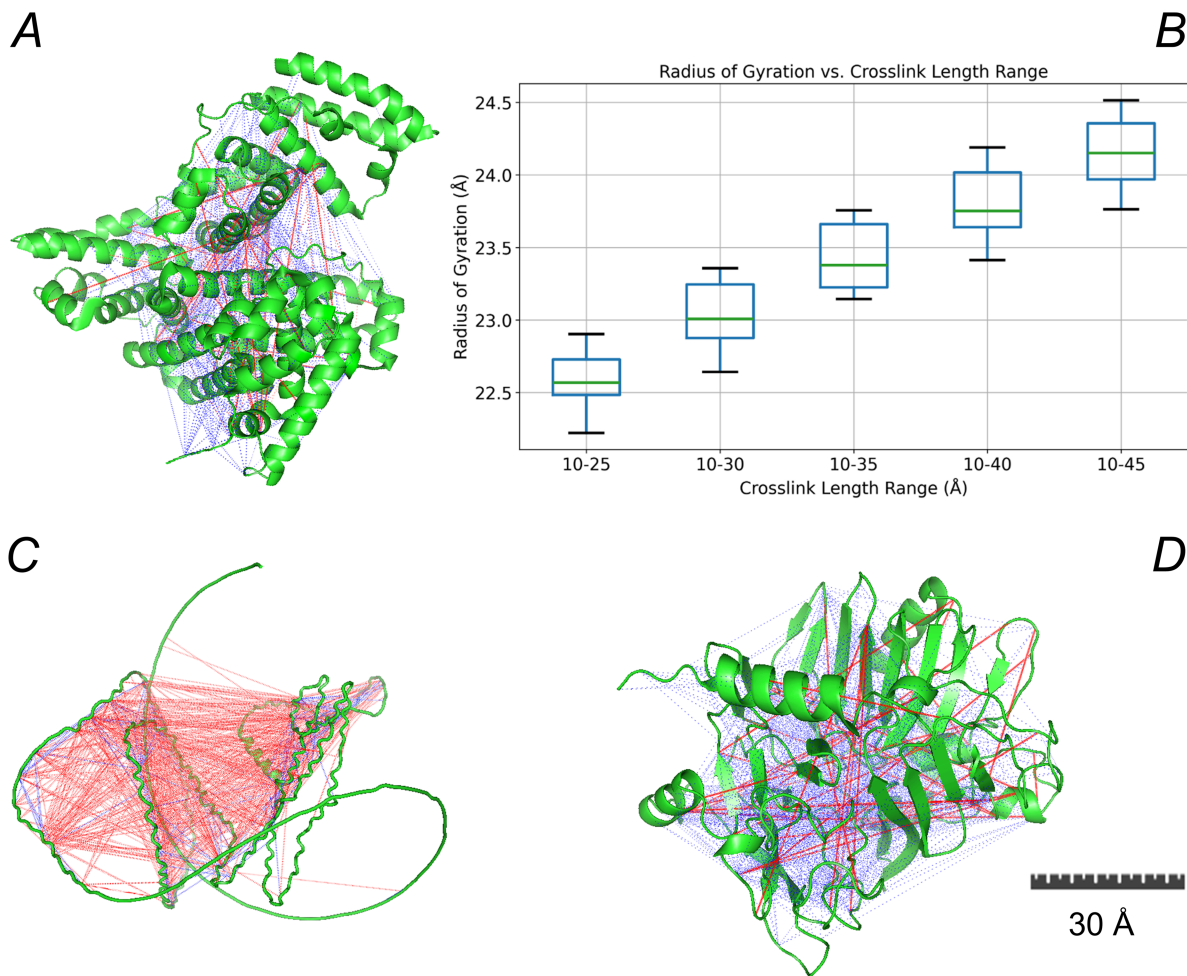 A
B
Radius of Gyration vs. Crosslink Length Range
Radius of Gyration (Å)
24.5
24.0
23.5
23.0
22.5
10-25 10-30 10-35 10-40 10-45
Crosslink Length Range (Å)
C
D
30 Å